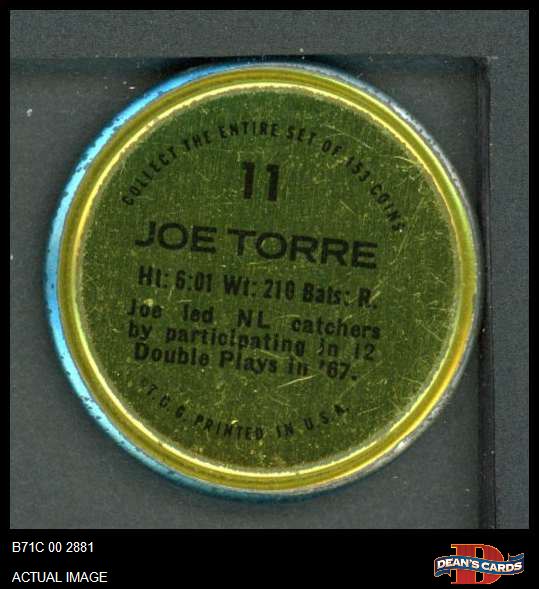 COLLECT THE ENTIRE SET OF 153 COINS
11
JOE TORRE
Ht: 6:01 Wt: 210 Bats: R.
Joe led NL catchers
by participating in 12
Double Plays in '67.
T.C.G. PRINTED IN U.S.A.
B71C 00 2881
ACTUAL IMAGE
B
DEAN'S CARDS